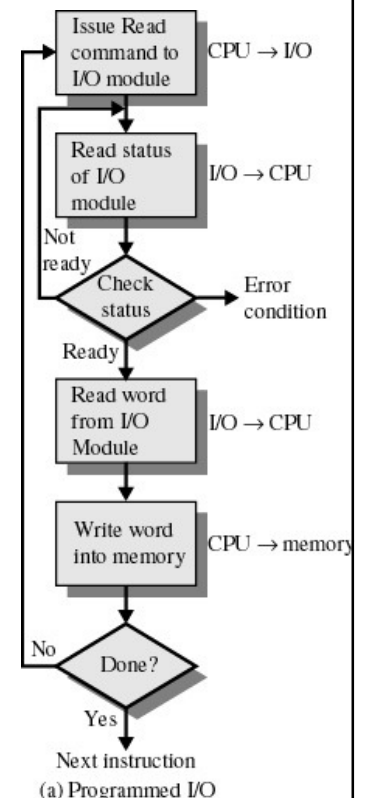 Issue Read
command to
I/O module
CPU → I/O
Read status
of I/O
module
I/O → CPU
Not
ready
Check
status
Error
condition
Ready
Read word
from I/O
Module
I/O → CPU
Write word
into memory
CPU → memory
No
Done?
Yes
Next instruction
(a) Programmed I/O